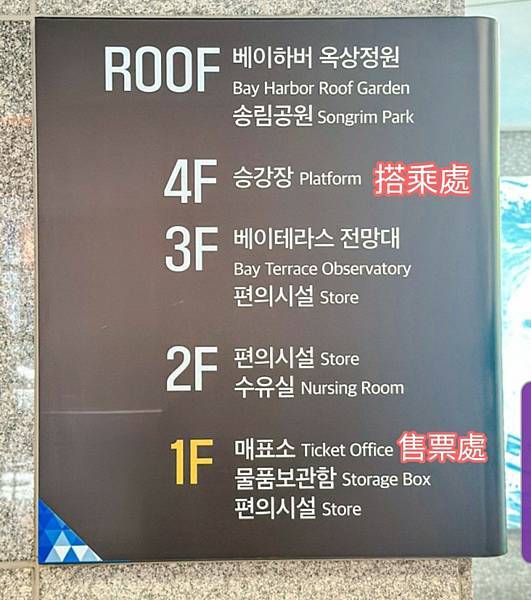 ROOF 베이하버 옥상정원
Bay Harbor Roof Garden
송림공원 Songrim Park
4F 승강장 Platform 搭乘處
3F 베이테라스 전망대
Bay Terrace Observatory
편의시설 Store
2F 편의시설 Store
수유실 Nursing Room
1F 매표소 Ticket Office 售票處
물품보관함 Storage Box
편의시설 Store